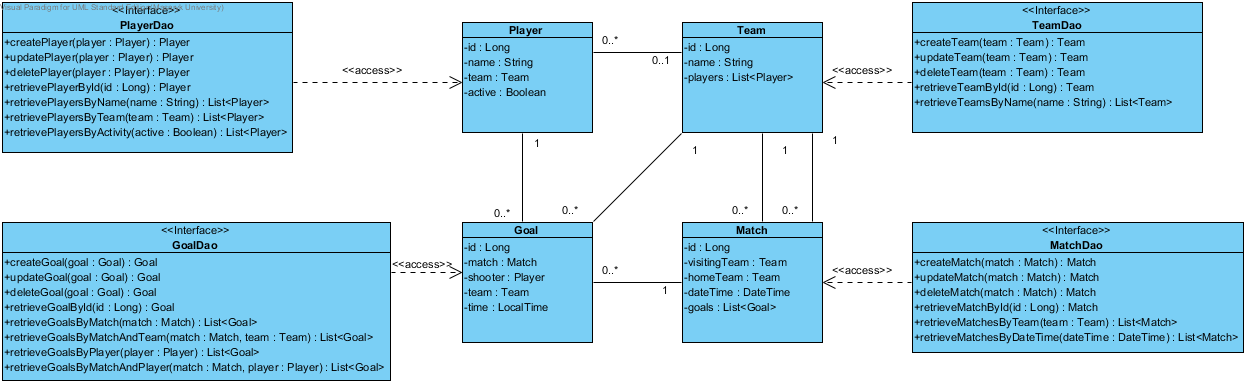 Visual Paradigm for UML Standard Edition(Masaryk University)
<<Interface>>
PlayerDao
+createPlayer(player : Player) : Player
+updatePlayer(player : Player) : Player
+deletePlayer(player : Player) : Player
+retrievePlayerById(id : Long) : Player
+retrievePlayersByName(name : String) : List<Player>
+retrievePlayersByTeam(team : Team) : List<Player>
+retrievePlayersByActivity(active : Boolean) : List<Player>
<<access>>
Player
-id : Long
-name : String
-team : Team
-active : Boolean
0..*
0..1
Team
-id : Long
-name : String
-players : List<Player>
<<access>>
<<Interface>>
TeamDao
+createTeam(team : Team) : Team
+updateTeam(team : Team) : Team
+deleteTeam(team : Team) : Team
+retrieveTeamById(id : Long) : Team
+retrieveTeamsByName(name : String) : List<Team>
1
1
1
1
0..*
0..*
0..*
0..*
<<Interface>>
GoalDao
+createGoal(goal : Goal) : Goal
+updateGoal(goal : Goal) : Goal
+deleteGoal(goal : Goal) : Goal
+retrieveGoalById(id : Long) : Goal
+retrieveGoalsByMatch(match : Match) : List<Goal>
+retrieveGoalsByMatchAndTeam(match : Match, team : Team) : List<Goal>
+retrieveGoalsByPlayer(player : Player) : List<Goal>
+retrieveGoalsByMatchAndPlayer(match : Match, player : Player) : List<Goal>
<<access>>
Goal
-id : Long
-match : Match
-shooter : Player
-team : Team
-time : LocalTime
0..*
1
Match
-id : Long
-visitingTeam : Team
-homeTeam : Team
-dateTime : DateTime
-goals : List<Goal>
<<access>>
<<Interface>>
MatchDao
+createMatch(match : Match) : Match
+updateMatch(match : Match) : Match
+deleteMatch(match : Match) : Match
+retrieveMatchById(id : Long) : Match
+retrieveMatchesByTeam(team : Team) : List<Match>
+retrieveMatchesByDateTime(dateTime : DateTime) : List<Match>